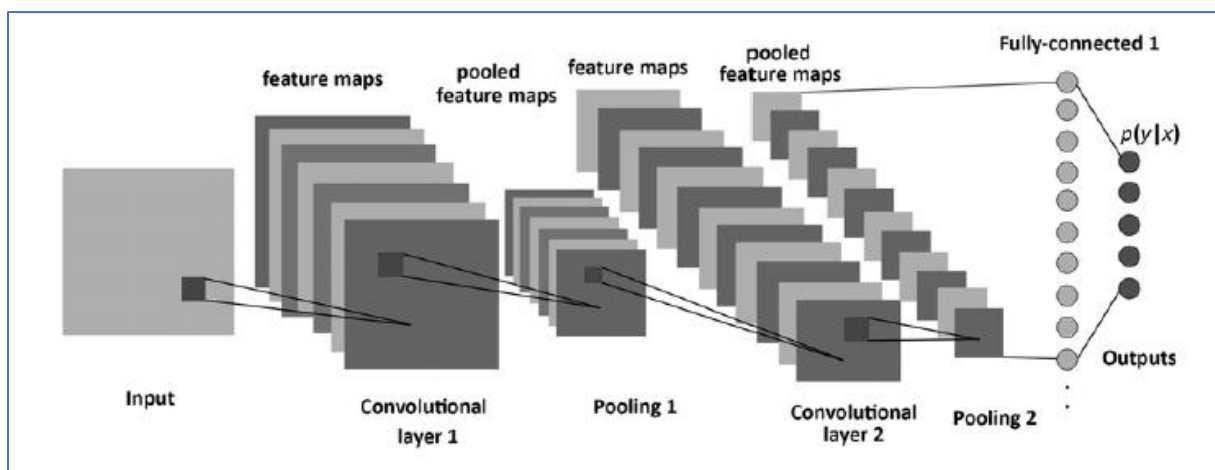 Fully-connected 1
feature maps
pooled
feature maps
feature maps
pooled
feature maps
p(y|x)
Input
Convolutional
layer 1
Pooling 1
Convolutional
layer 2
Pooling 2
Outputs